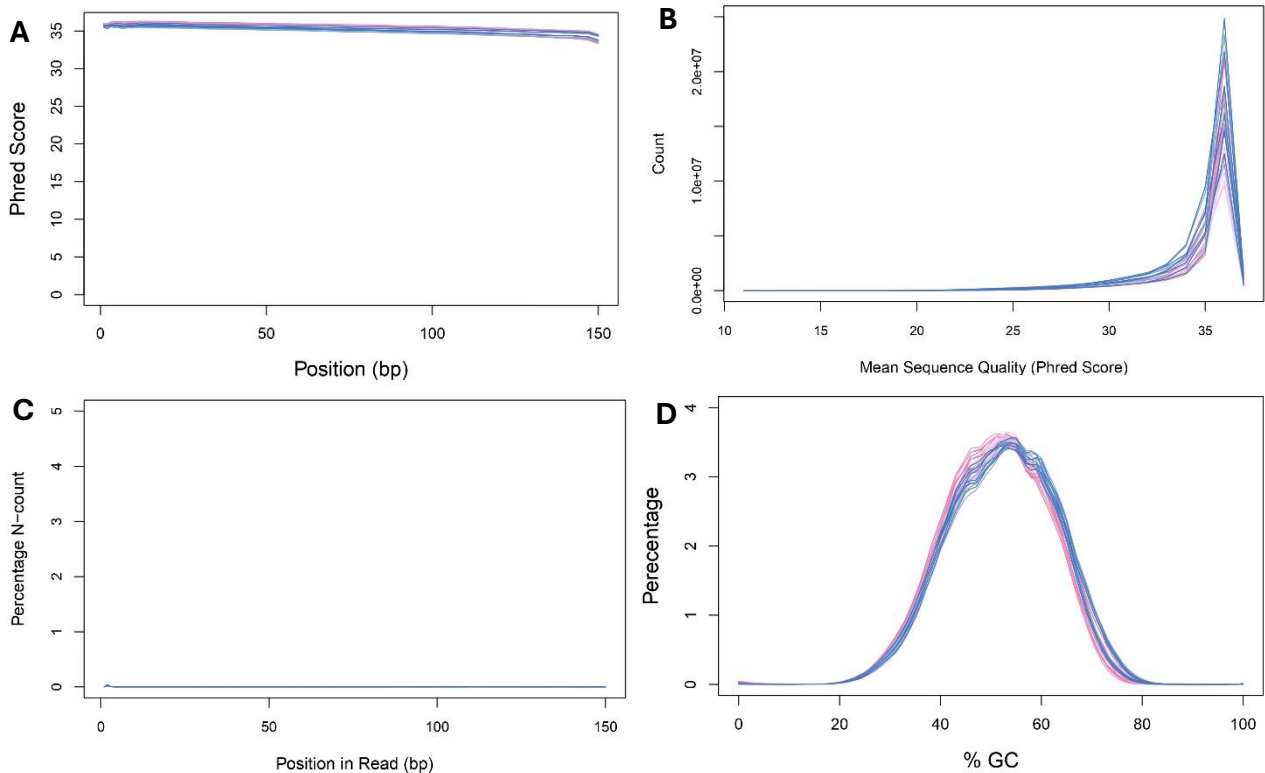 A
Phred Score
35
30
25
20
15
10
5
0
0 50 100 150
Position (bp)
B
Count
2.0e+07
1.0e+07
0.0e+00
10 15 20 25 30 35
Mean Sequence Quality (Phred Score)
C
Percentage N−count
5
4
3
2
1
0
0 50 100 150
Position in Read (bp)
D
Perecentage
4
3
2
1
0
0 20 40 60 80 100
% GC